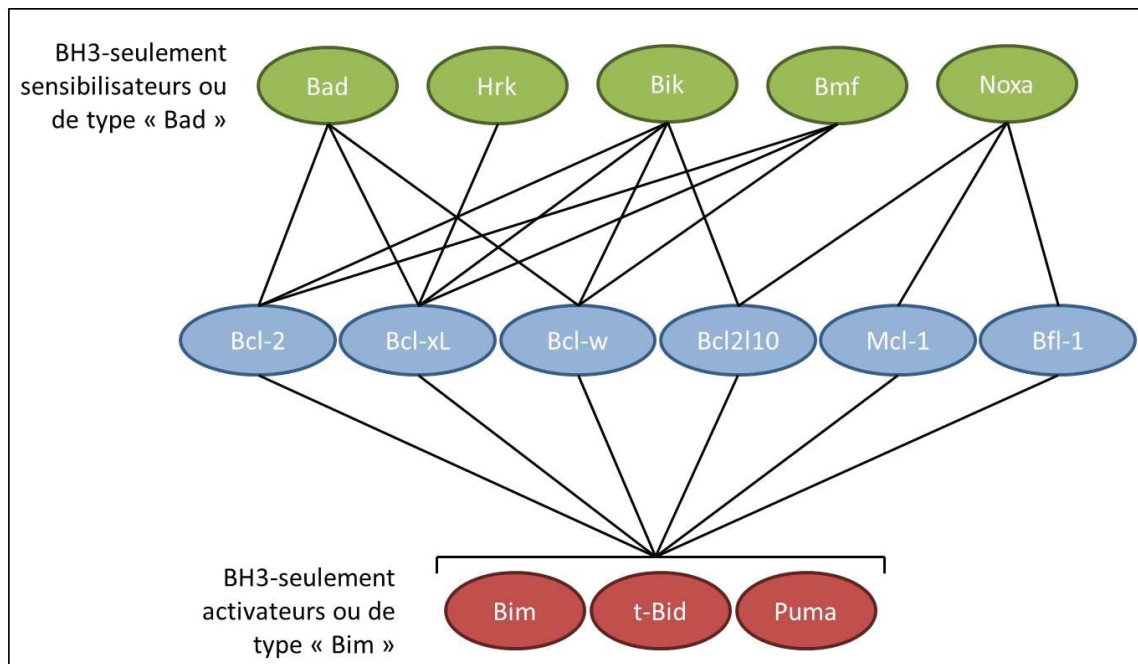 BH3-seulement
sensibilisateurs ou
de type « Bad »
Bad
Hrk
Bik
Bmf
Noxa
Bcl-2
Bcl-xL
Bcl-w
Bcl2l10
Mcl-1
Bfl-1
BH3-seulement
activateurs ou de
type « Bim »
Bim
t-Bid
Puma